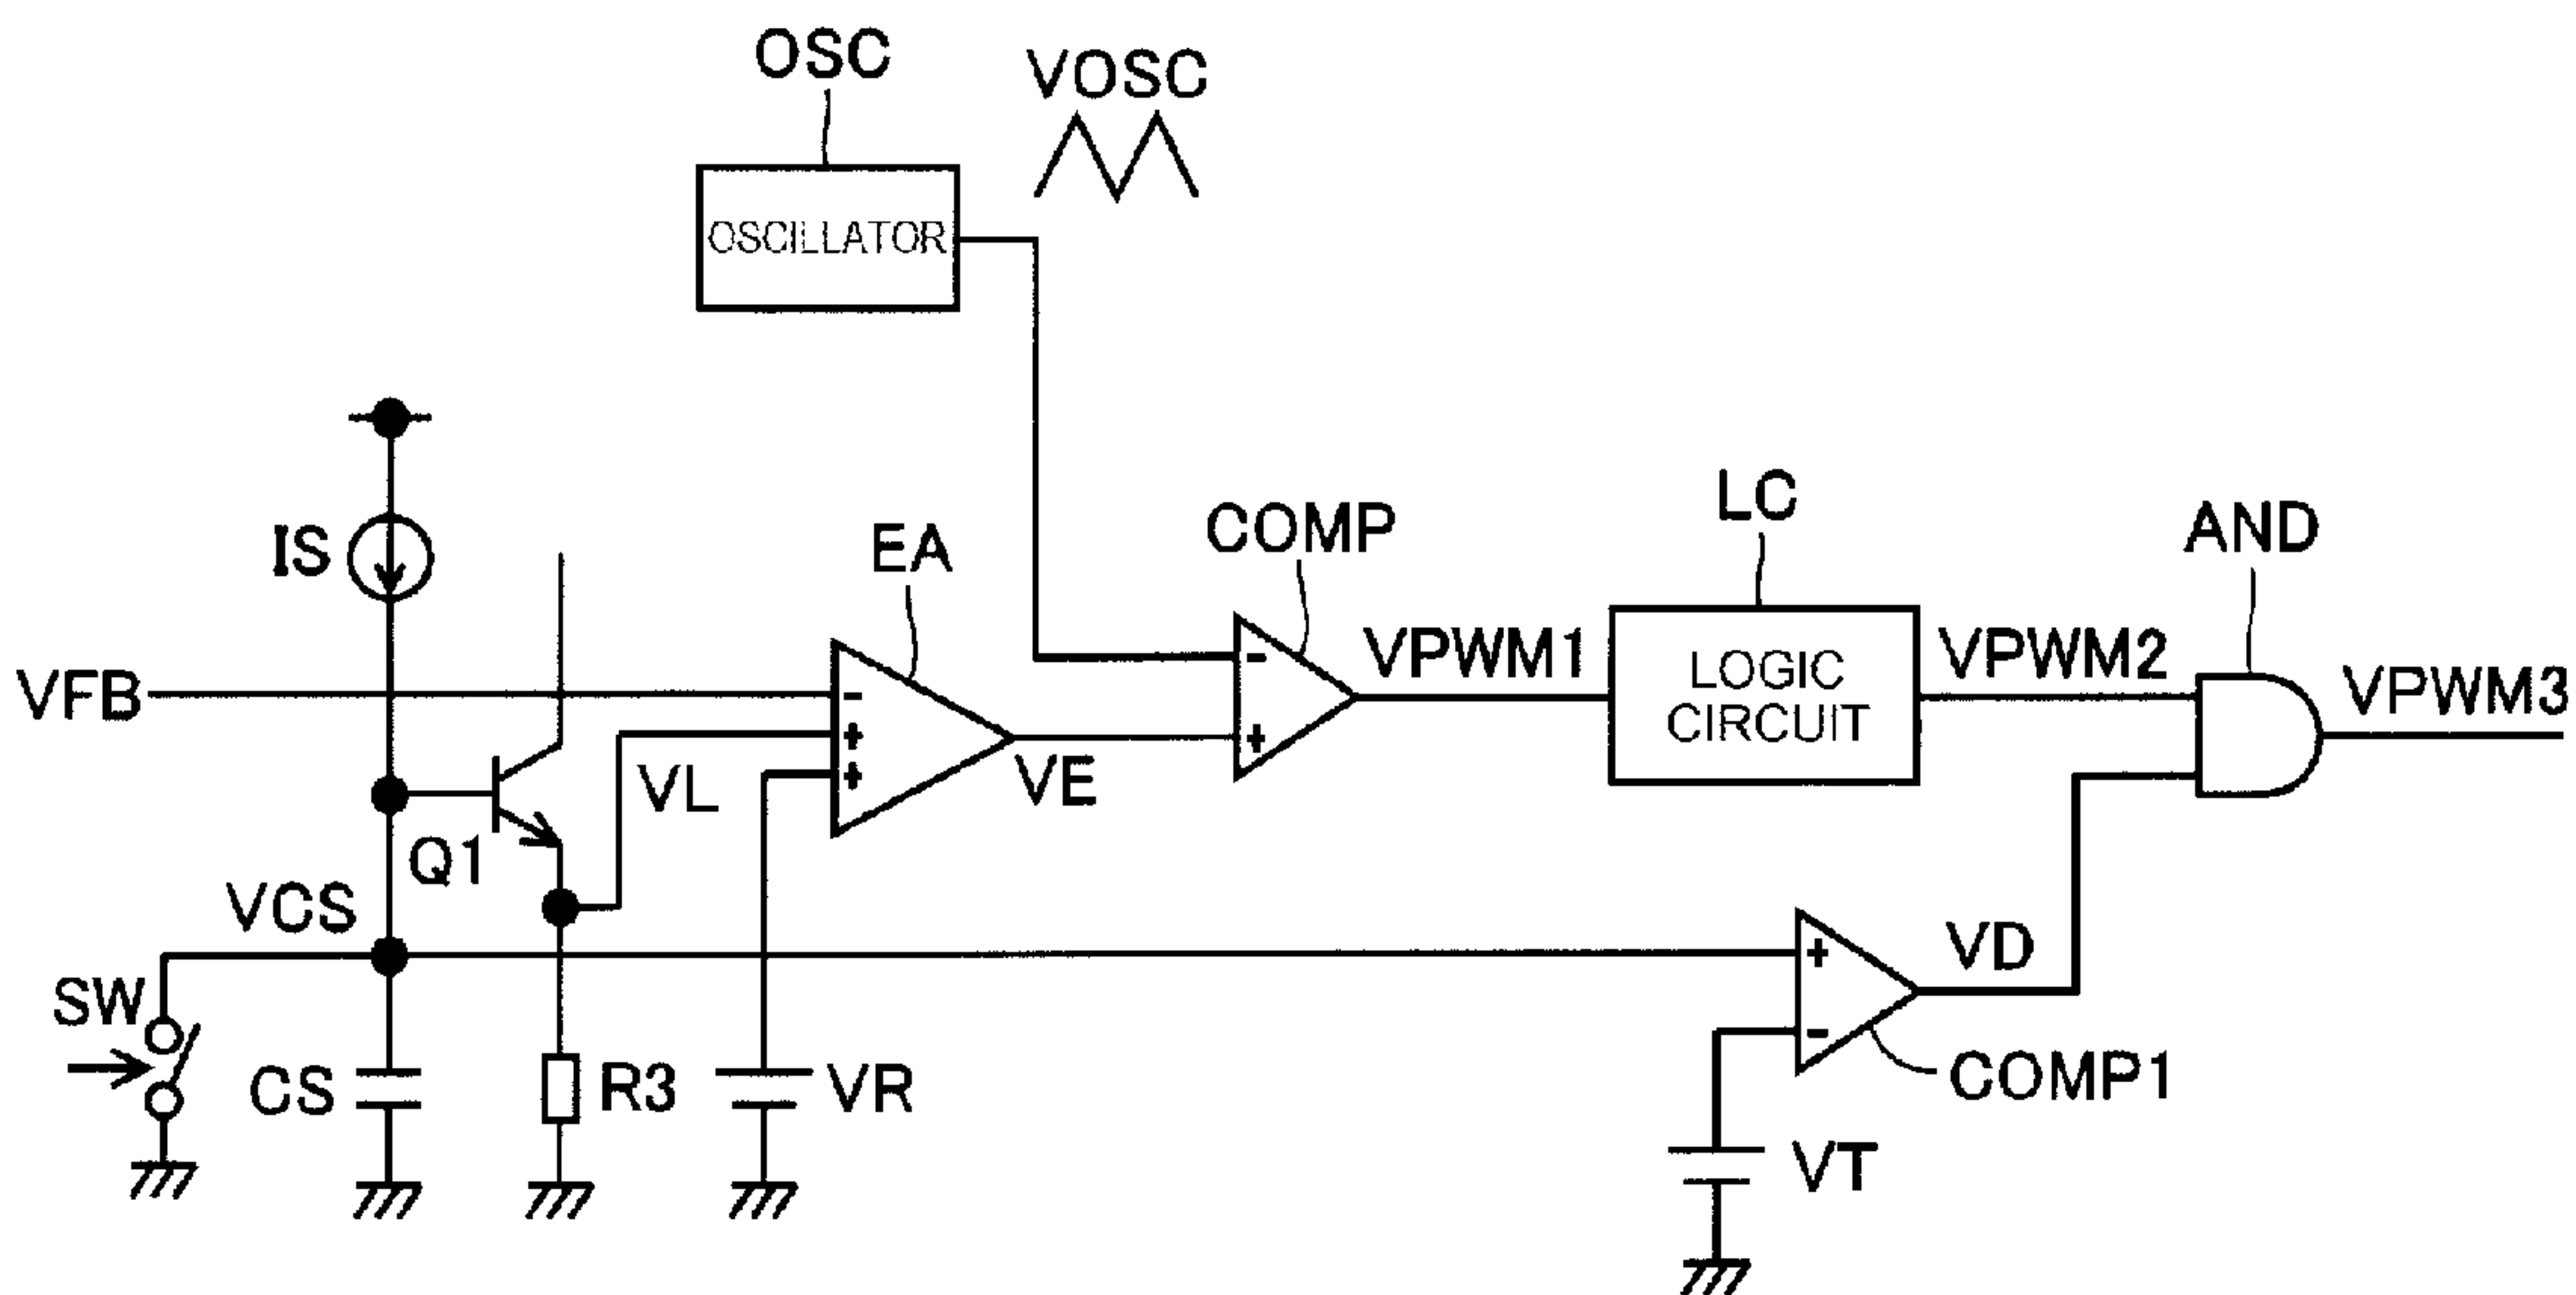 OSC
VOSC
OSCILLATOR
IS
EA
COMP
LC
AND
VFB
-
+
+
VL
VE
-
+
VPWM1
LOGIC
CIRCUIT
VPWM2
VPWM3
Q1
VCS
SW
CS
R3
VR
+
-
VD
COMP1
VT